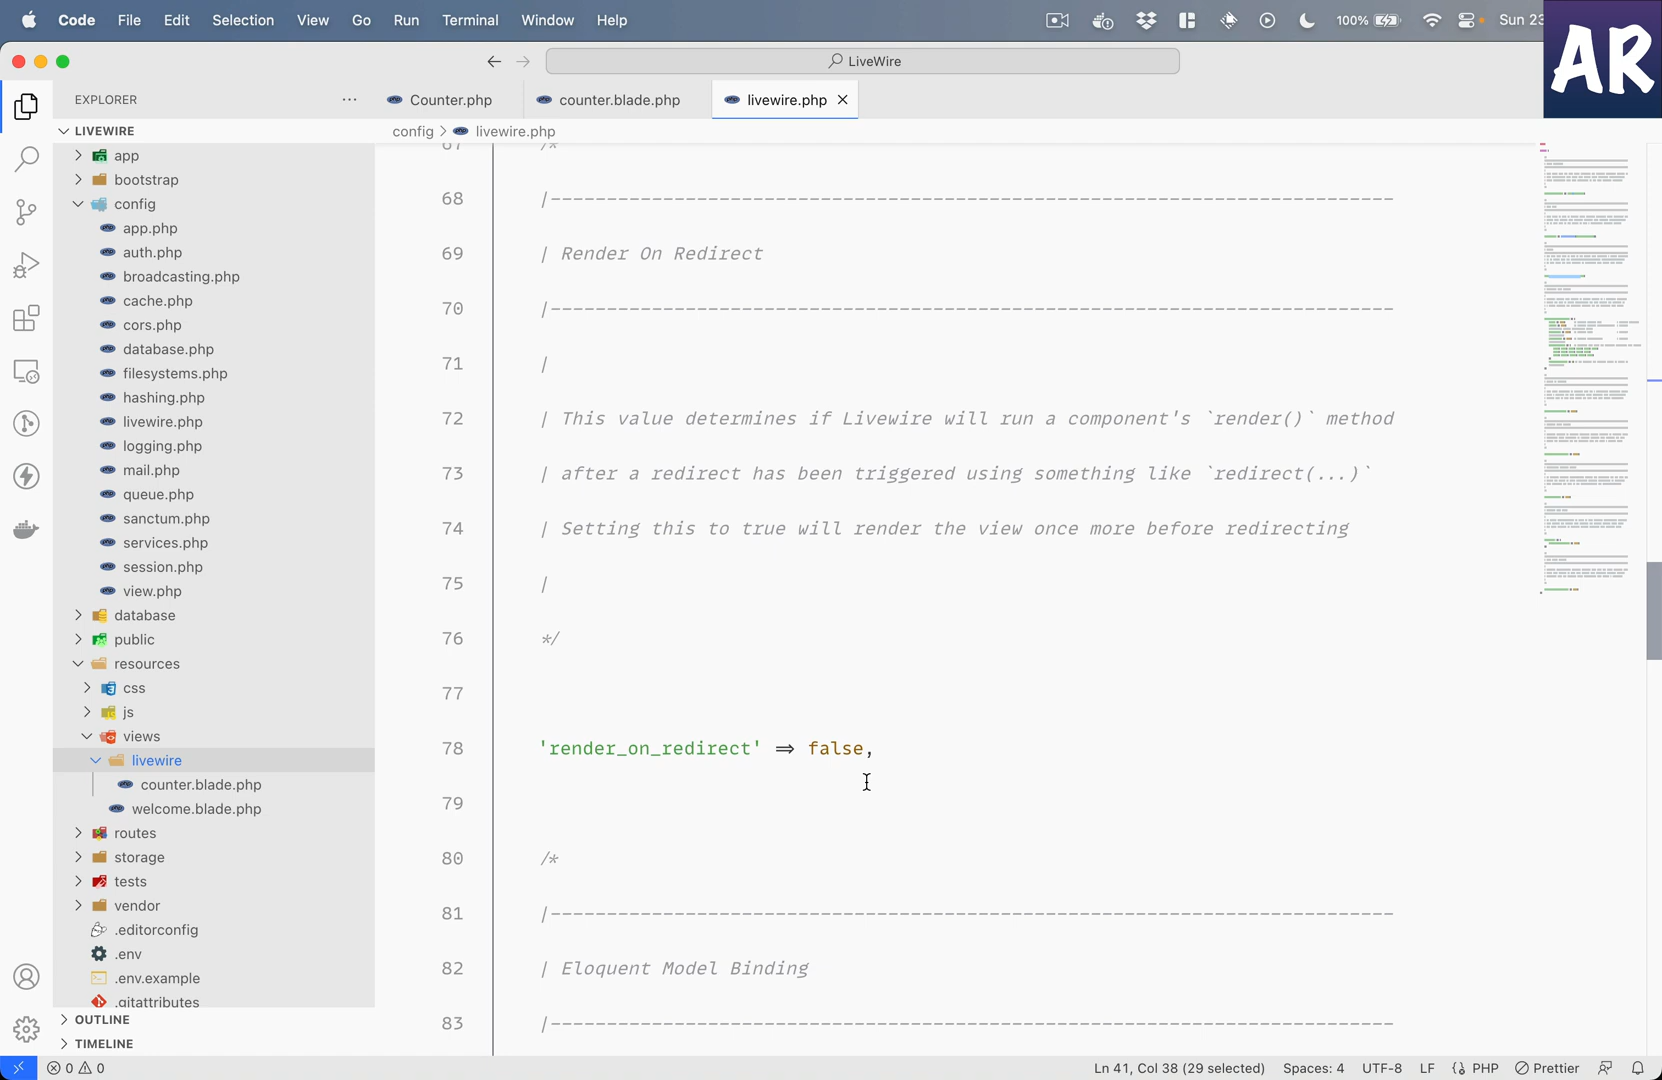 Code File Edit Selection View Go Run Terminal Window Help 100% Sun 23
AR
LiveWire
EXPLORER
Counter.php
counter.blade.php
livewire.php
LIVEWIRE
config > livewire.php
app
bootstrap
config
app.php
auth.php
broadcasting.php
cache.php
cors.php
database.php
filesystems.php
hashing.php
livewire.php
logging.php
mail.php
queue.php
sanctum.php
services.php
session.php
view.php
database
public
resources
css
js
views
livewire
counter.blade.php
welcome.blade.php
routes
storage
tests
vendor
.editorconfig
.env
.env.example
.gitattributes
OUTLINE
TIMELINE
67 /*
68 |---------------------------------------------------------------------------
69 | Render On Redirect
70 |---------------------------------------------------------------------------
71 |
72 | This value determines if Livewire will run a component's `render()` method
73 | after a redirect has been triggered using something like `redirect(...)`
74 | Setting this to true will render the view once more before redirecting
75 |
76 */
77
78 'render_on_redirect' => false,
79
80 /*
81 |---------------------------------------------------------------------------
82 | Eloquent Model Binding
83 |---------------------------------------------------------------------------
0 0 Ln 41, Col 38 (29 selected) Spaces: 4 UTF-8 LF PHP Prettier